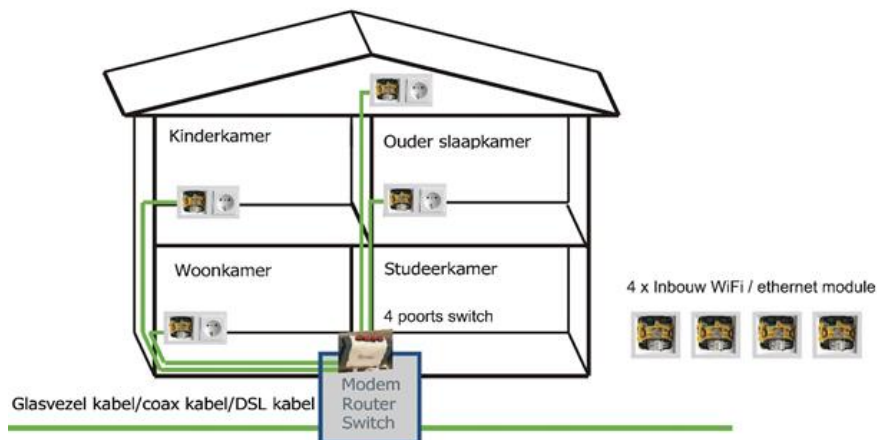 Kinderkamer
Ouder slaapkamer
Woonkamer
Studeerkamer
4 poorts switch
4 x Inbouw WiFi / ethernet module
Glasvezel kabel/coax kabel/DSL kabel
Modem
Router
Switch